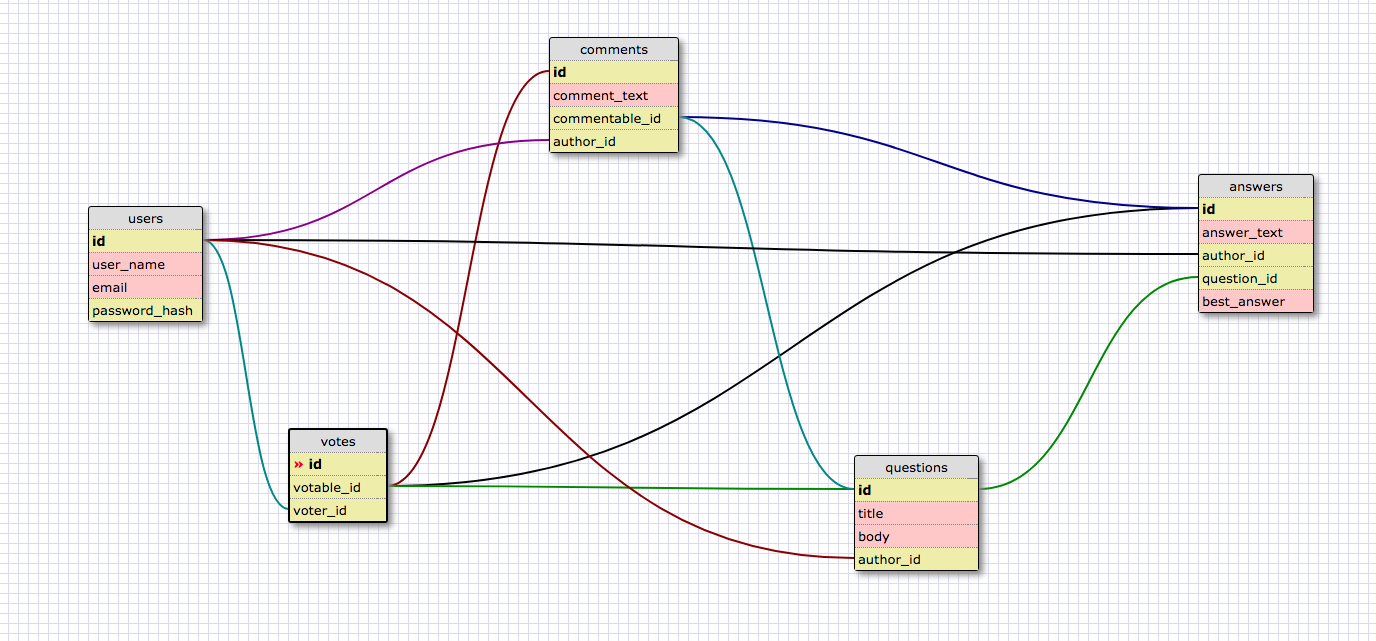 comments
id
comment_text
commentable_id
author_id
users
id
user_name
email
password_hash
answers
id
answer_text
author_id
question_id
best_answer
votes
» id
votable_id
voter_id
questions
id
title
body
author_id